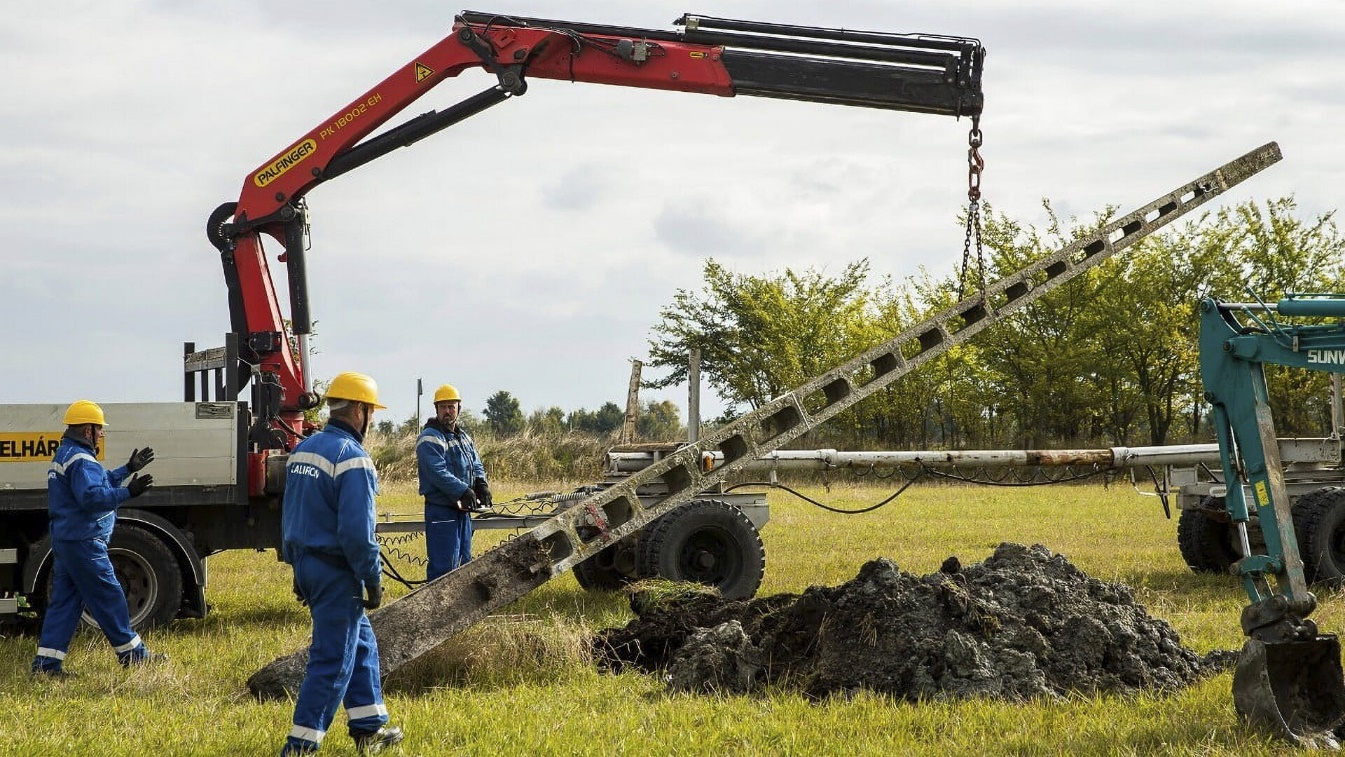 PALFINGER
PK 18002-EH
ELHÁR
SUNW